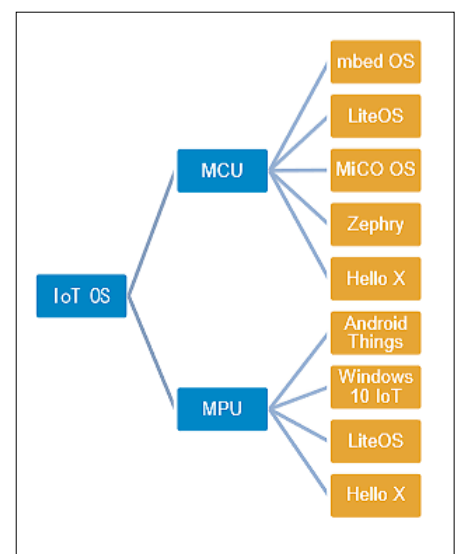 mbed OS
LiteOS
MCU
MiCO OS
Zephry
Hello X
IoT OS
Android
Things
Windows
10 IoT
MPU
LiteOS
Hello X